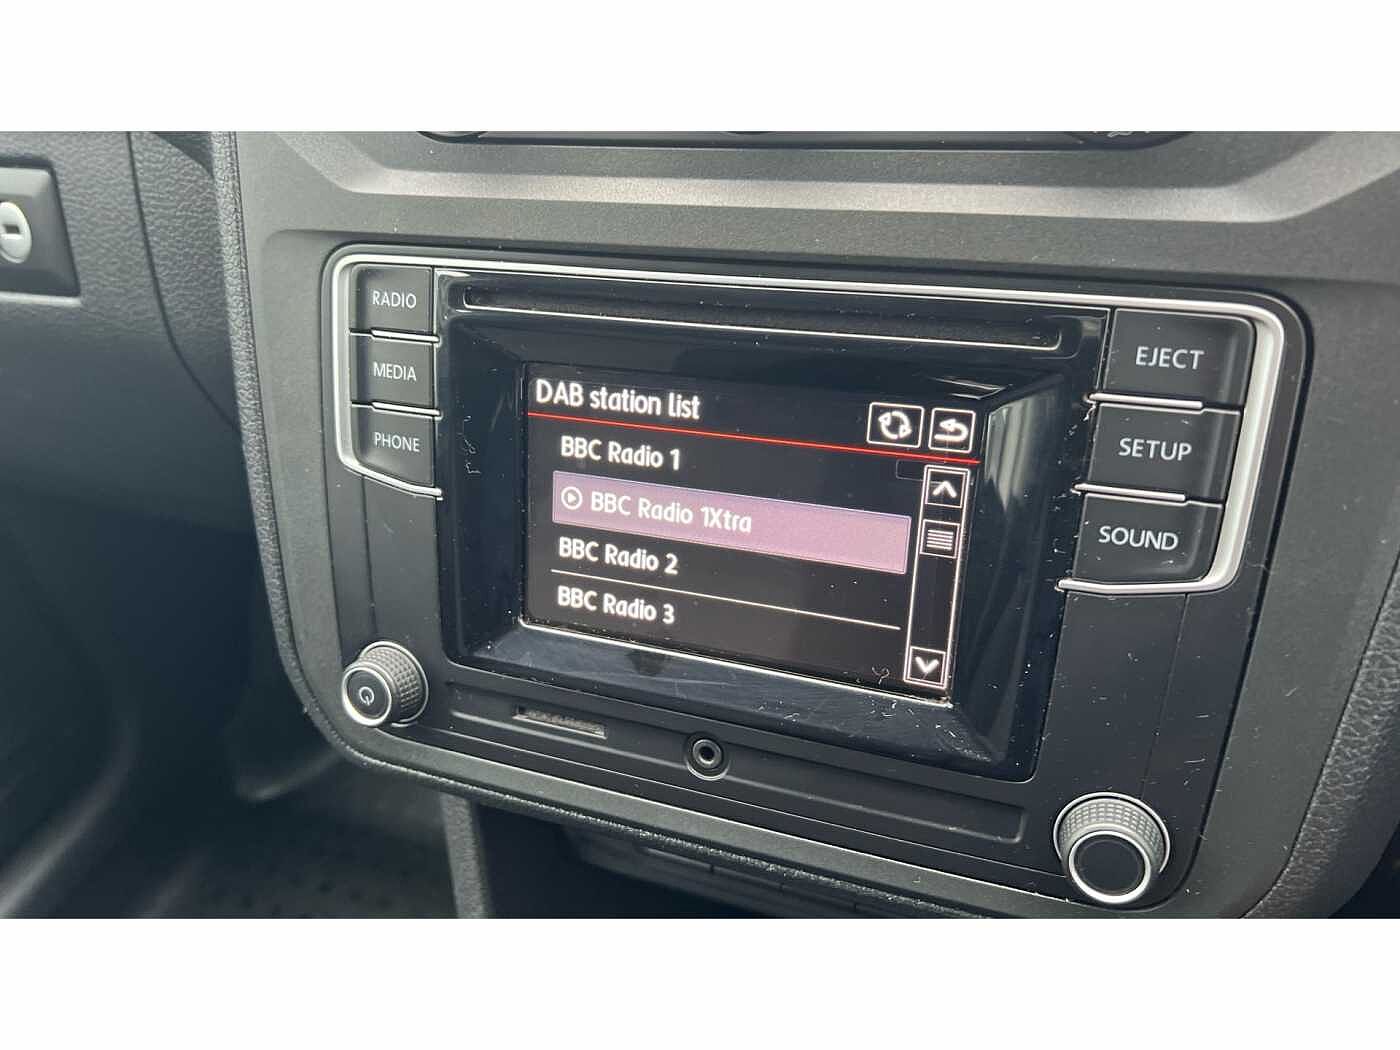 RADIO
MEDIA
PHONE
DAB station list
BBC Radio 1
BBC Radio 1Xtra
BBC Radio 2
BBC Radio 3
EJECT
SETUP
SOUND